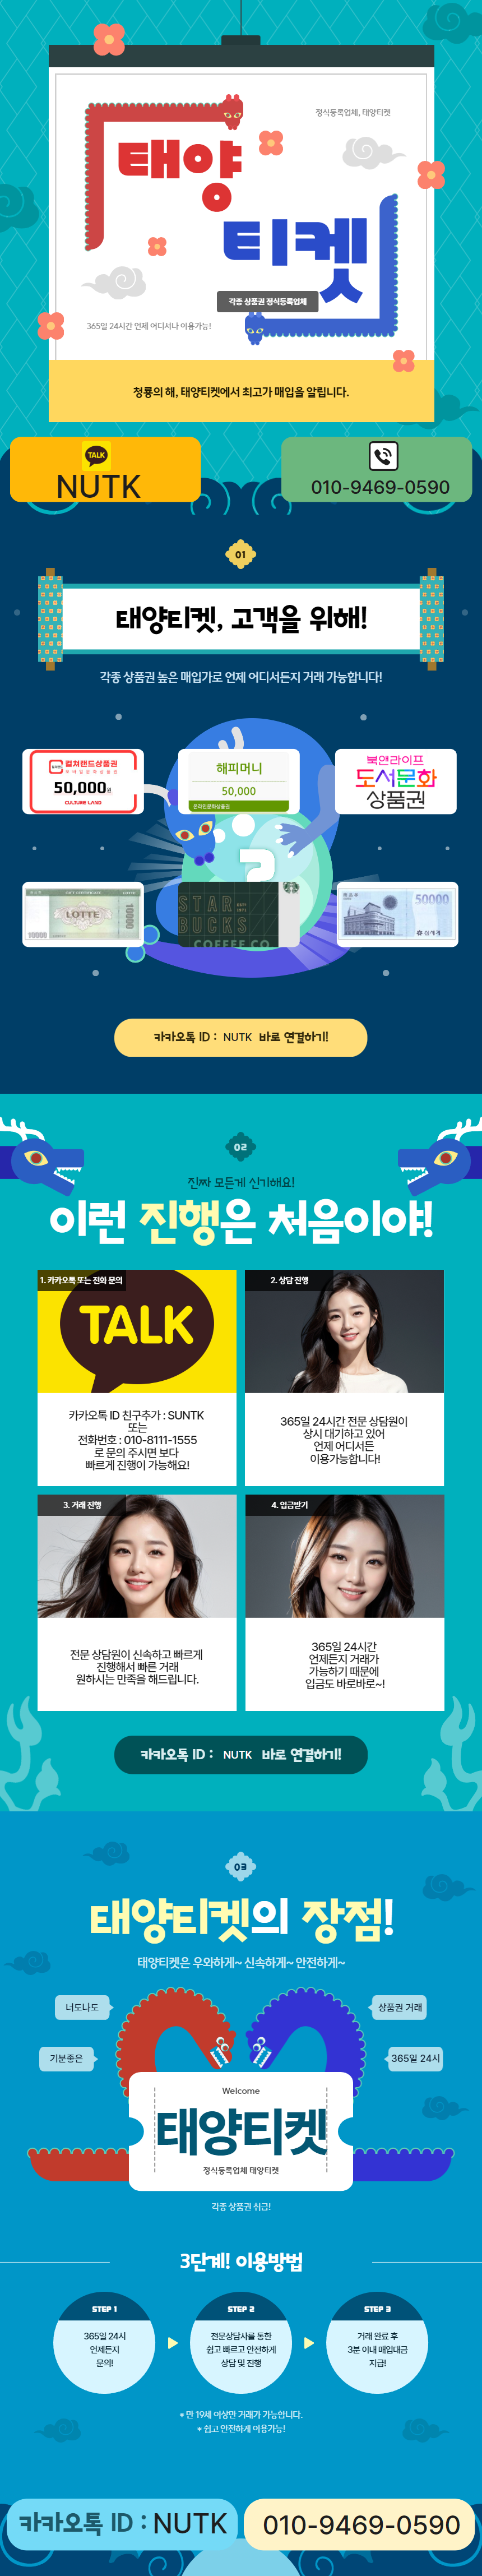 정식등록업체, 태양티켓
태양
티켓
각종 상품권 정식등록업체
365일 24시간 언제 어디서나 이용가능!
청룡의 해, 태양티켓에서 최고가 매입을 알립니다.
TALK
NUTK
010-9469-0590
01
태양티켓, 고객을 위해!
각종 상품권 높은 매입가로 언제 어디서든지 거래 가능합니다!
컬쳐랜드상품권
50,000원
CULTURE LAND
해피머니
50,000
온라인문화상품권
북앤라이프
도서문화
상품권
LOTTE
10000
10000
STAR
BUCKS
COFFEE CO
50000
신세계
카카오톡 ID : NUTK 바로 연결하기!
02
진짜 모든게 신기해요!
이런 진행은 처음이야!
1. 카카오톡 또는 전화 문의
TALK
카카오톡 ID 친구추가 : SUNTK
또는
전화번호 : 010-8111-1555
로 문의 주시면 보다
빠르게 진행이 가능해요!
2. 상담 진행
365일 24시간 전문 상담원이
상시 대기하고 있어
언제 어디서든
이용가능합니다!
3. 거래 진행
전문 상담원이 신속하고 빠르게
진행해서 빠른 거래
원하시는 만족을 해드립니다.
4. 입금받기
365일 24시간
언제든지 거래가
가능하기 때문에
입금도 바로바로~!
카카오톡 ID : NUTK 바로 연결하기!
03
태양티켓의 장점!
태양티켓은 우와하게~ 신속하게~ 안전하게~
너도나도
상품권 거래
기분좋은
365일 24시
Welcome
태양티켓
정식등록업체 태양티켓
각종 상품권 취급!
3단계! 이용방법
STEP 1
365일 24시
언제든지
문의!
STEP 2
전문상담사를 통한
쉽고 빠르고 안전하게
상담 및 진행
STEP 3
거래 완료 후
3분 이내 매입대금
지급!
* 만 19세 이상만 거래가 가능합니다.
* 쉽고 안전하게 이용가능!
카카오톡 ID : NUTK
010-9469-0590